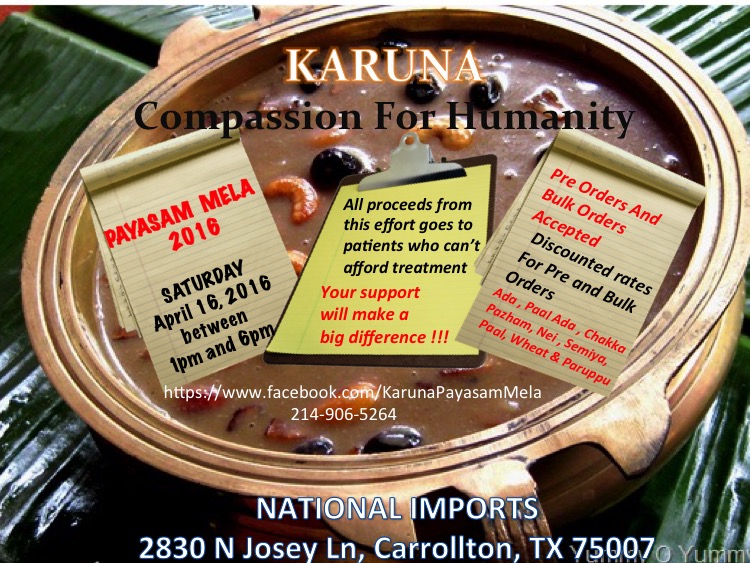 KARUNA
Compassion For Humanity
PAYASAM MELA
2016
SATURDAY
April 16, 2016
between
1pm and 6pm
All proceeds from
this effort goes to
patients who can't
afford treatment
Your support
will make a
big difference !!!
Pre Orders And
Bulk Orders
Accepted
Discounted rates
For Pre and Bulk
Orders
Ada , Paal Ada , Chakka
Pazham, Nei , Semiya,
Paal, Wheat & Paruppu
https://www.facebook.com/KarunaPayasamMela
214-906-5264
NATIONAL IMPORTS
2830 N Josey Ln, Carrollton, TX 75007
Yummy O Yummy